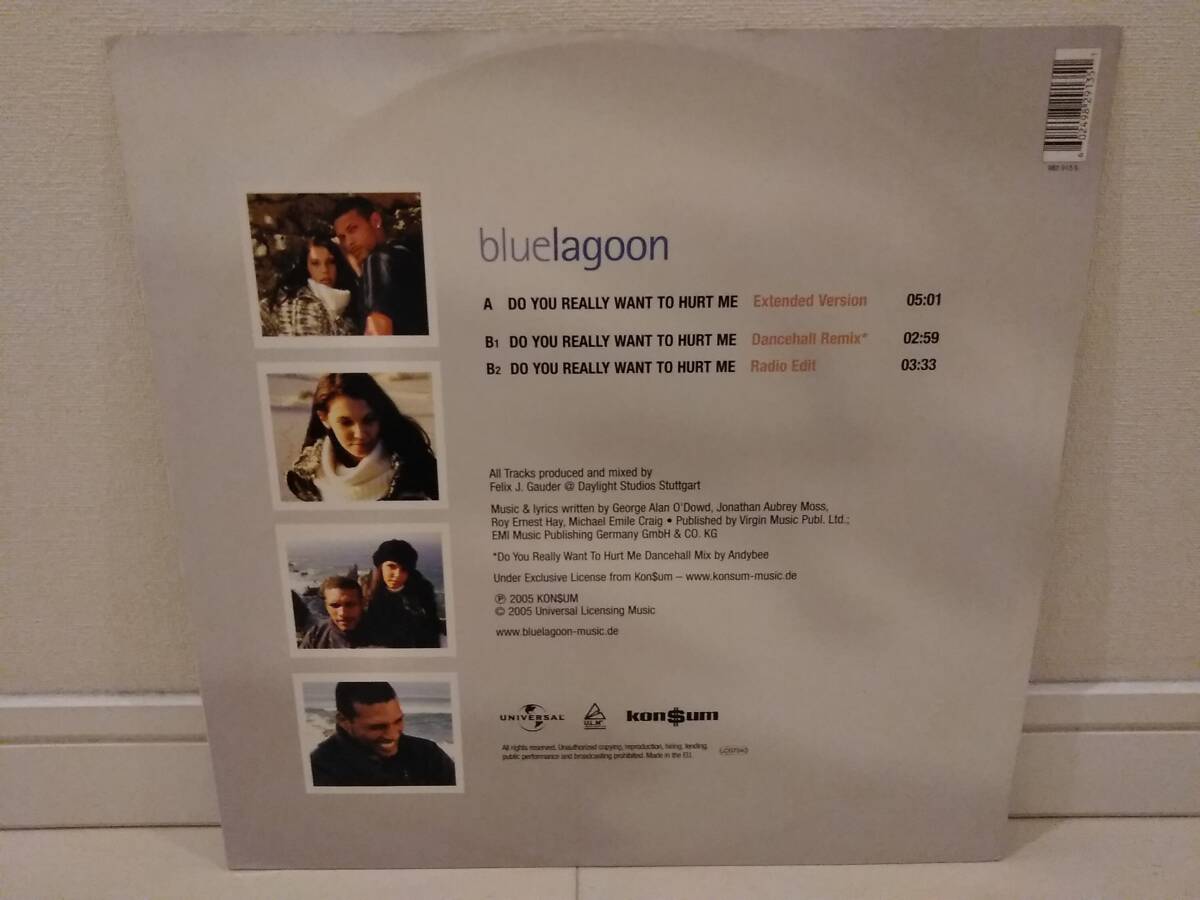 6 02498 29135 1
bluelagoon
A DO YOU REALLY WANT TO HURT ME Extended Version 05:01
B1 DO YOU REALLY WANT TO HURT ME Dancehall Remix* 02:59
B2 DO YOU REALLY WANT TO HURT ME Radio Edit 03:33
All Tracks produced and mixed by
Felix J. Gauder @ Daylight Studios Stuttgart
Music & lyrics written by George Alan O'Dowd, Jonathan Aubrey Moss,
Roy Ernest Hay, Michael Emile Craig • Published by Virgin Music Publ. Ltd.;
EMI Music Publishing Germany GmbH & CO. KG
*Do You Really Want To Hurt Me Dancehall Mix by Andybee
Under Exclusive License from Kon$um – www.konsum-music.de
℗ 2005 KON$UM
© 2005 Universal Licensing Music
www.bluelagoon-music.de
UNIVERSAL U.L.M kon$um
All rights reserved. Unauthorized copying, reproduction, hiring, lending,
public performance and broadcasting prohibited. Made in the EU.